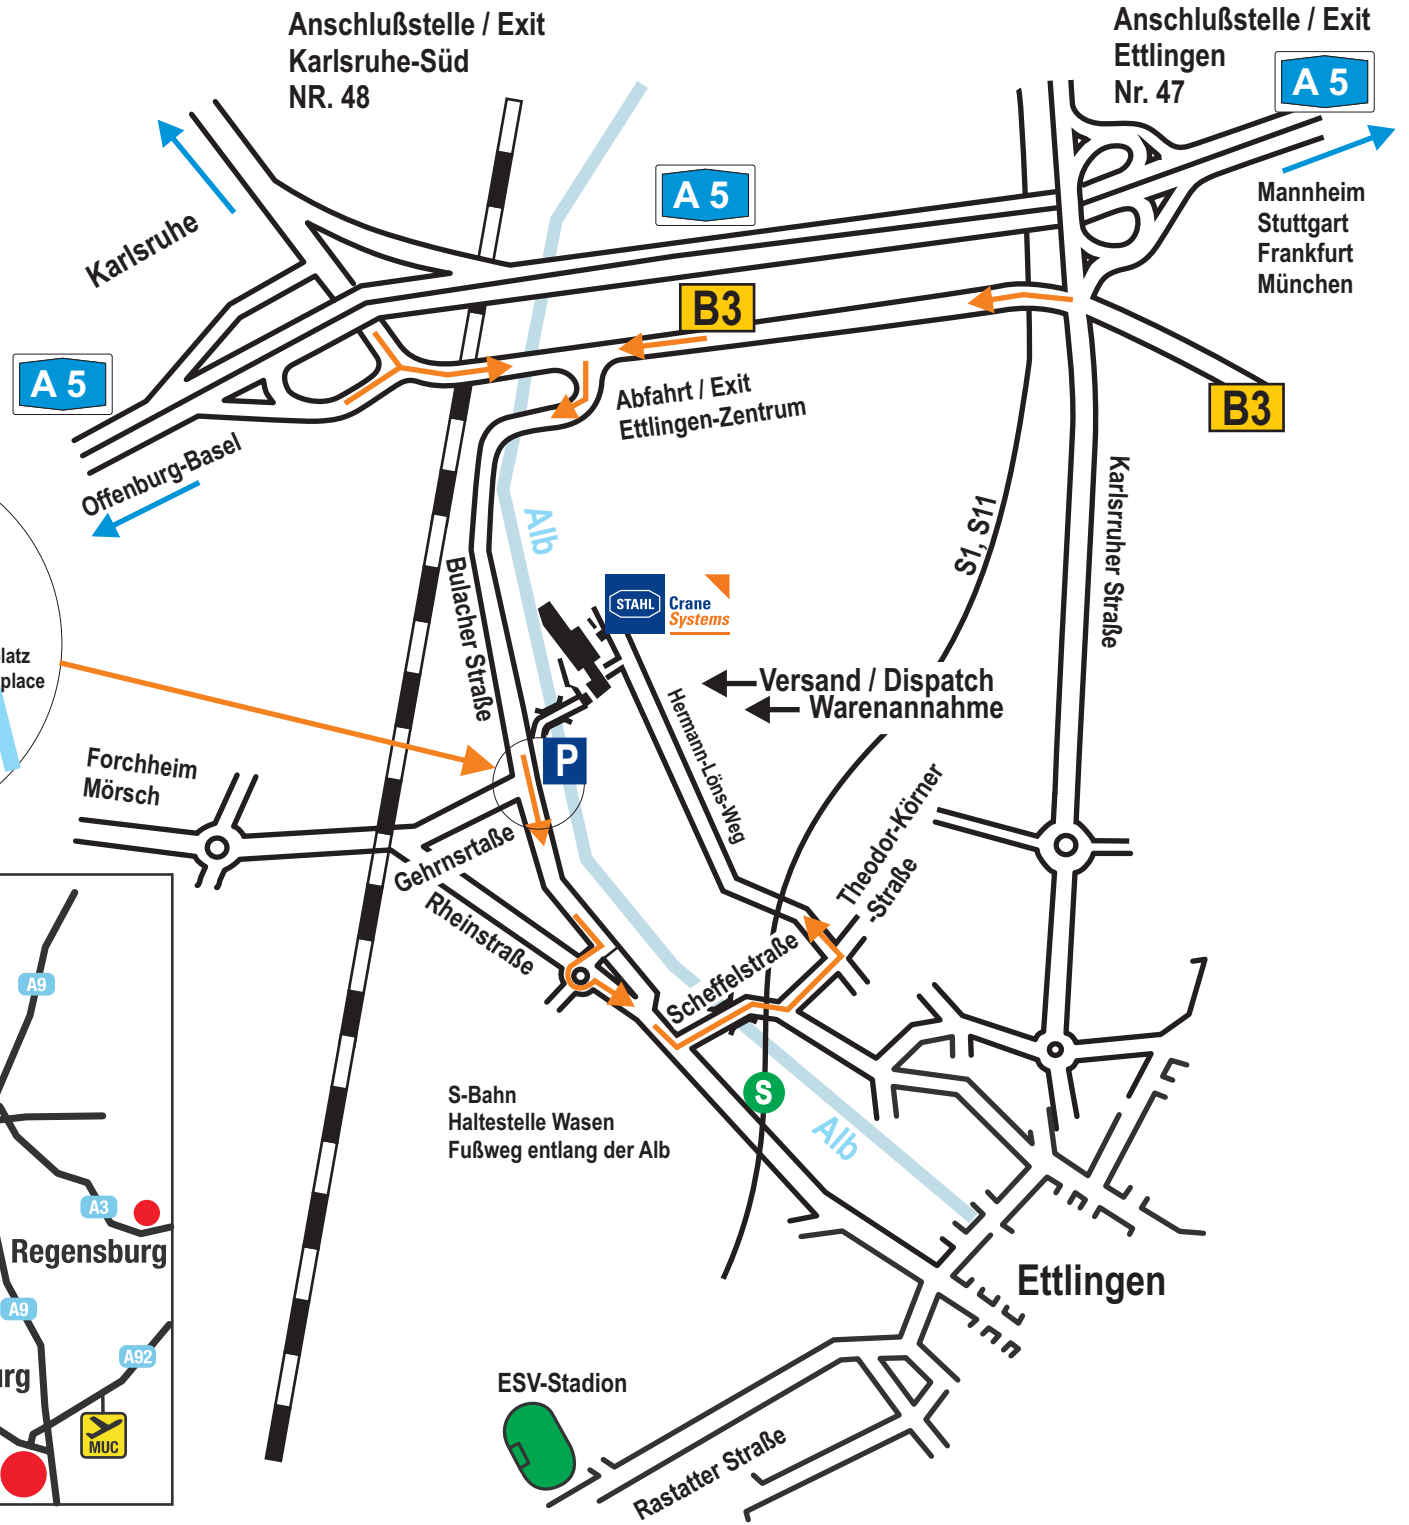 Anschlußstelle / Exit
Karlsruhe-Süd
NR. 48
Anschlußstelle / Exit
Ettlingen
Nr. 47
A 5
A 5
Mannheim
Stuttgart
Frankfurt
München
Karlsruhe
B3
A 5
Abfahrt / Exit
Ettlingen-Zentrum
B3
Offenburg-Basel
Alb
S1, S11
Karlsrruher Straße
Bulacher Straße
STAHL
Crane
Systems
latz
place
Versand / Dispatch
Warenannahme
Hermann-Löns-Weg
P
Forchheim
Mörsch
Theodor-Körner
-Straße
Gehrnsrtaße
Rheinstraße
Scheffelstraße
A9
S
S-Bahn
Haltestelle Wasen
Fußweg entlang der Alb
Alb
A3
Regensburg
Ettlingen
A9
A92
urg
MUC
ESV-Stadion
Rastatter Straße